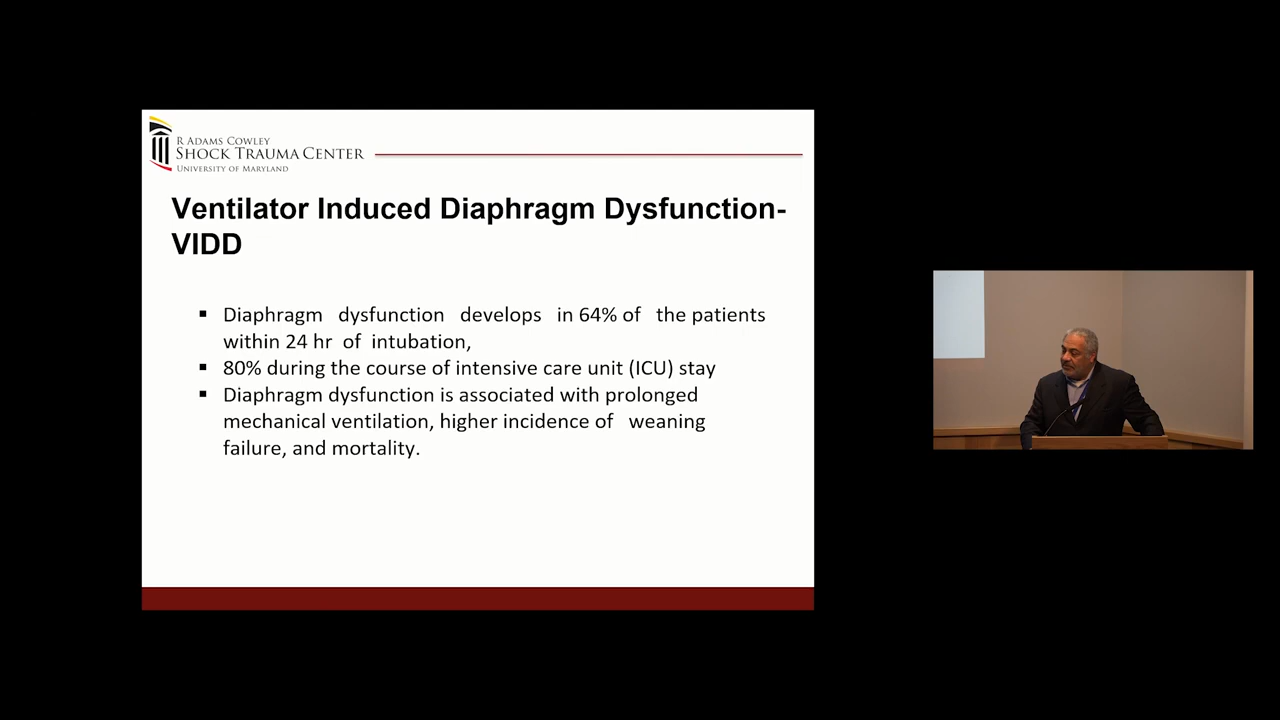 R ADAMS COWLEY
SHOCK TRAUMA CENTER
UNIVERSITY OF MARYLAND
Ventilator Induced Diaphragm Dysfunction-
VIDD
▪ Diaphragm dysfunction develops in 64% of the patients
within 24 hr of intubation,
▪ 80% during the course of intensive care unit (ICU) stay
▪ Diaphragm dysfunction is associated with prolonged
mechanical ventilation, higher incidence of weaning
failure, and mortality.